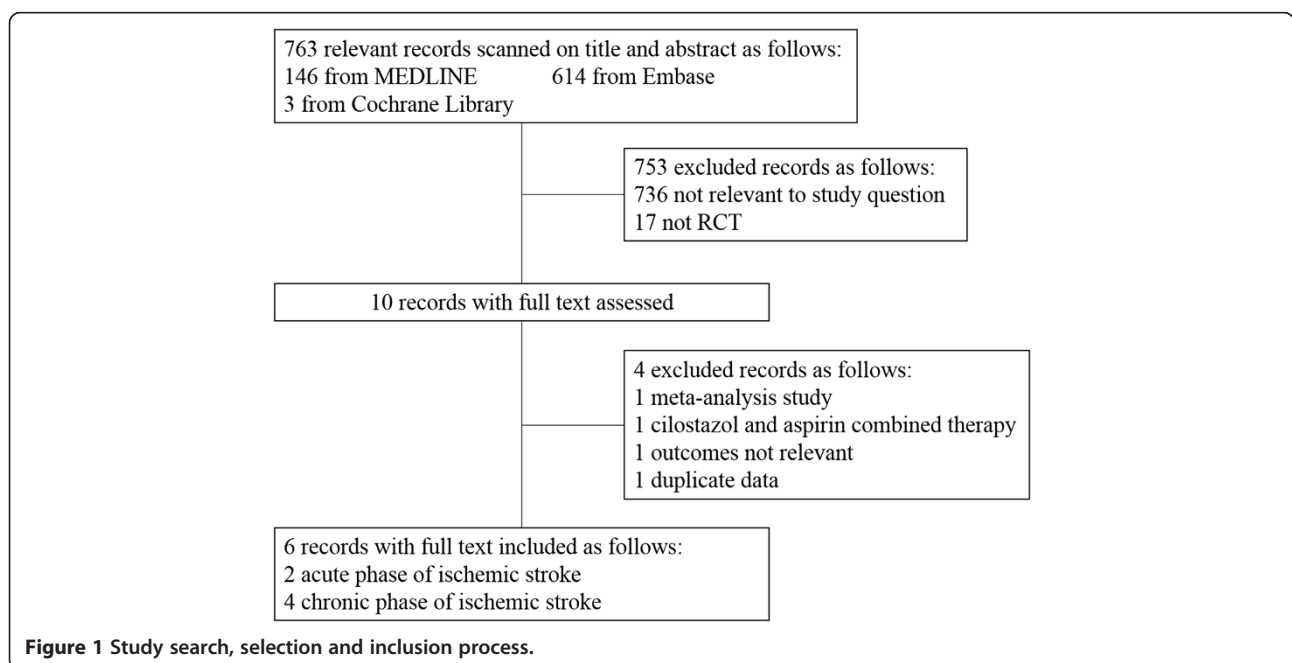 763 relevant records scanned on title and abstract as follows:
146 from MEDLINE 614 from Embase
3 from Cochrane Library
753 excluded records as follows:
736 not relevant to study question
17 not RCT
10 records with full text assessed
4 excluded records as follows:
1 meta-analysis study
1 cilostazol and aspirin combined therapy
1 outcomes not relevant
1 duplicate data
6 records with full text included as follows:
2 acute phase of ischemic stroke
4 chronic phase of ischemic stroke
Figure 1 Study search, selection and inclusion process.